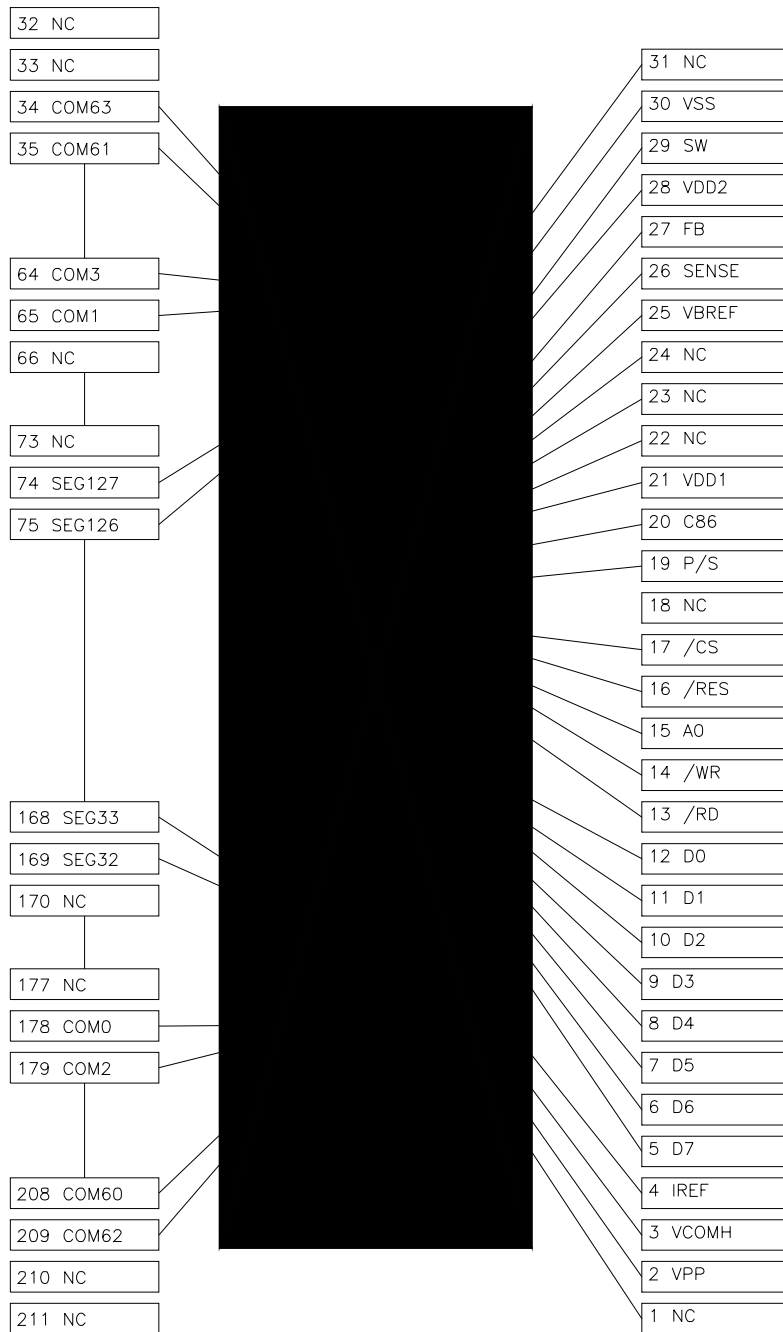 32 NC
33 NC
34 COM63
35 COM61
64 COM3
65 COM1
66 NC
73 NC
74 SEG127
75 SEG126
168 SEG33
169 SEG32
170 NC
177 NC
178 COM0
179 COM2
208 COM60
209 COM62
210 NC
211 NC
31 NC
30 VSS
29 SW
28 VDD2
27 FB
26 SENSE
25 VBREF
24 NC
23 NC
22 NC
21 VDD1
20 C86
19 P/S
18 NC
17 /CS
16 /RES
15 A0
14 /WR
13 /RD
12 D0
11 D1
10 D2
9 D3
8 D4
7 D5
6 D6
5 D7
4 IREF
3 VCOMH
2 VPP
1 NC